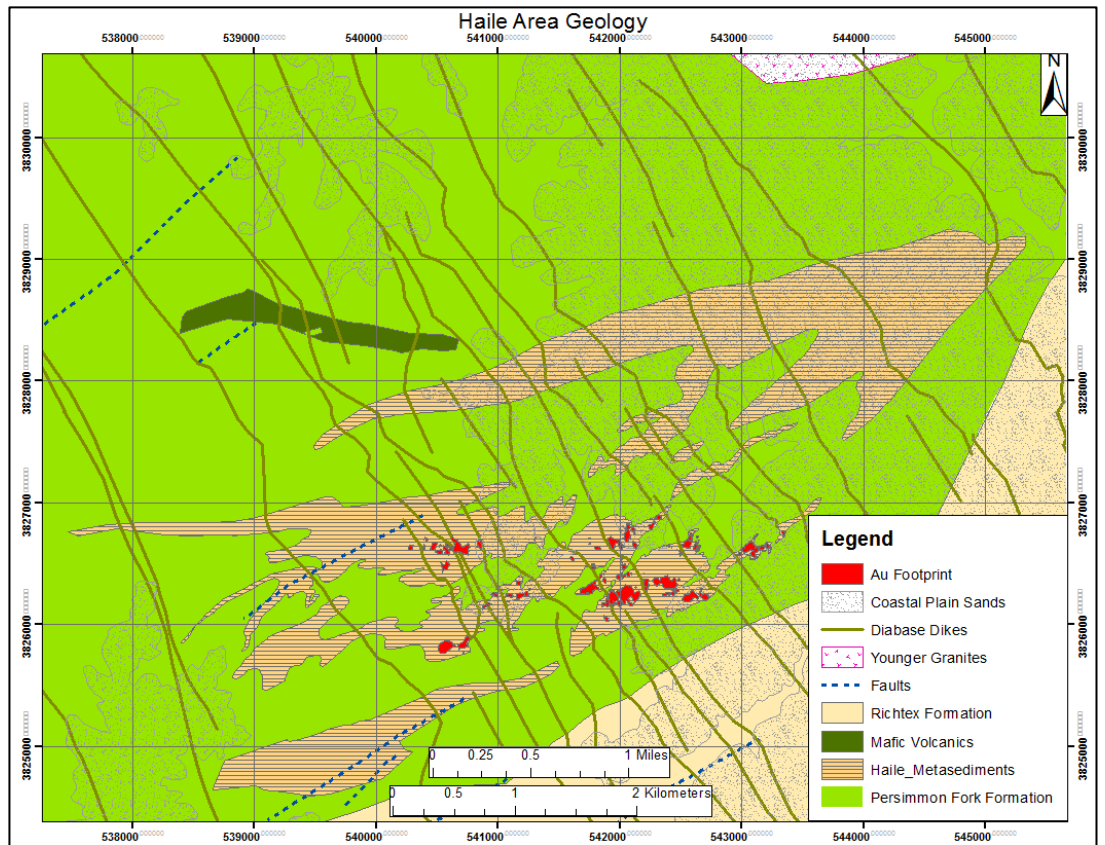 Haile Area Geology
538000 539000 540000 541000 542000 543000 544000 545000
N
3830000 3830000
3829000 3829000
3828000 3828000
3827000 3827000
3826000 3826000
3825000 3825000
Legend
Au Footprint
Coastal Plain Sands
Diabase Dikes
Younger Granites
Faults
Richtex Formation
Mafic Volcanics
Haile_Metasediments
Persimmon Fork Formation
0 0.25 0.5 1 Miles
0 0.5 1 2 Kilometers
538000 539000 540000 541000 542000 543000 544000 545000